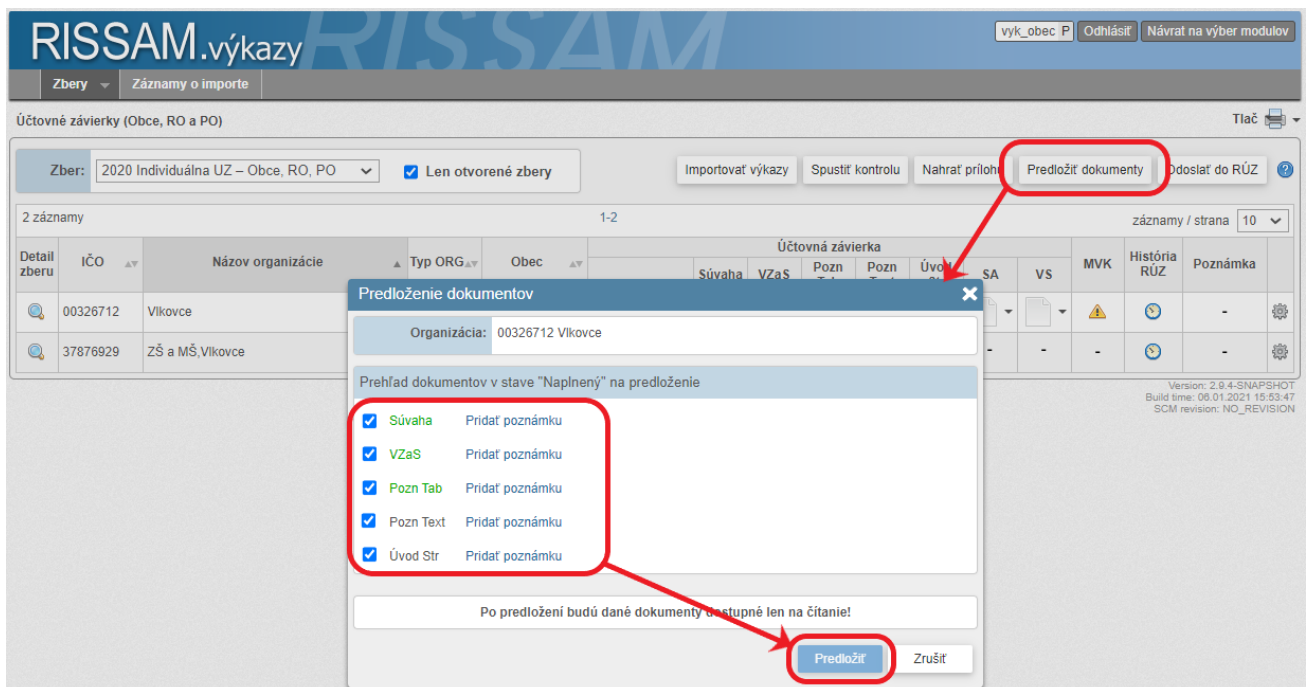 RISSAM.výkazy
RISSAM
vyk_obec P Odhlásiť Návrat na výber modulov
Zbery Záznamy o importe
Účtovné závierky (Obce, RO a PO) Tlač
Zber: 2020 Individuálna UZ – Obce, RO, PO Len otvorené zbery Importovať výkazy Spustiť kontrolu Nahrať prílohu Predložiť dokumenty Odoslať do RÚZ
2 záznamy 1-2 záznamy / strana 10
Účtovná závierka
Detail zberu IČO Názov organizácie Typ ORG Obec Súvaha VZaS Pozn Pozn Text Úvod SA VS MVK História RÚZ Poznámka
00326712 Vlkovce -
37876929 ZŠ a MŠ,Vlkovce - - - -
Predloženie dokumentov
Organizácia: 00326712 Vlkovce
Prehľad dokumentov v stave "Naplnený" na predloženie
Súvaha Pridať poznámku
VZaS Pridať poznámku
Pozn Tab Pridať poznámku
Pozn Text Pridať poznámku
Úvod Str Pridať poznámku
Po predložení budú dané dokumenty dostupné len na čítanie!
Predložiť Zrušiť
Version: 2.9.4-SNAPSHOT
Build time: 06.01.2021 15:53:47
SCM revision: NO_REVISION